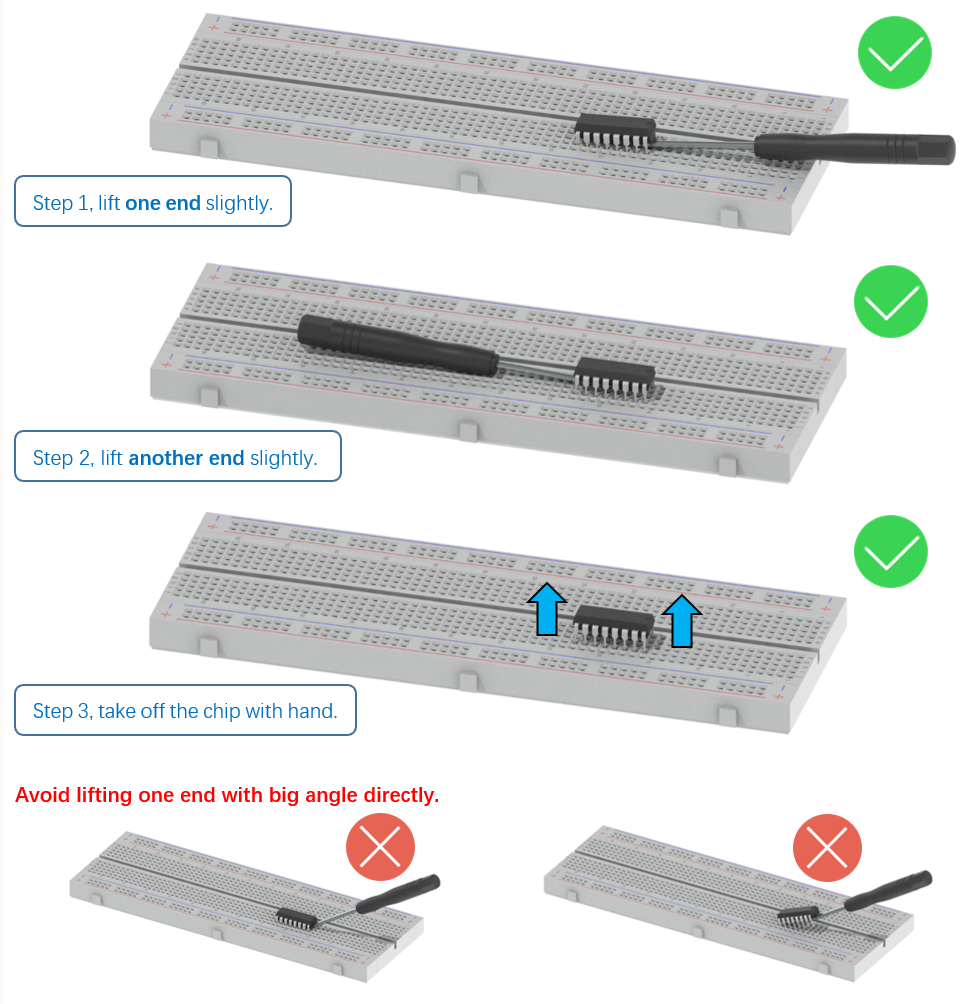 Step 1, lift one end slightly.
Step 2, lift another end slightly.
Step 3, take off the chip with hand.
Avoid lifting one end with big angle directly.